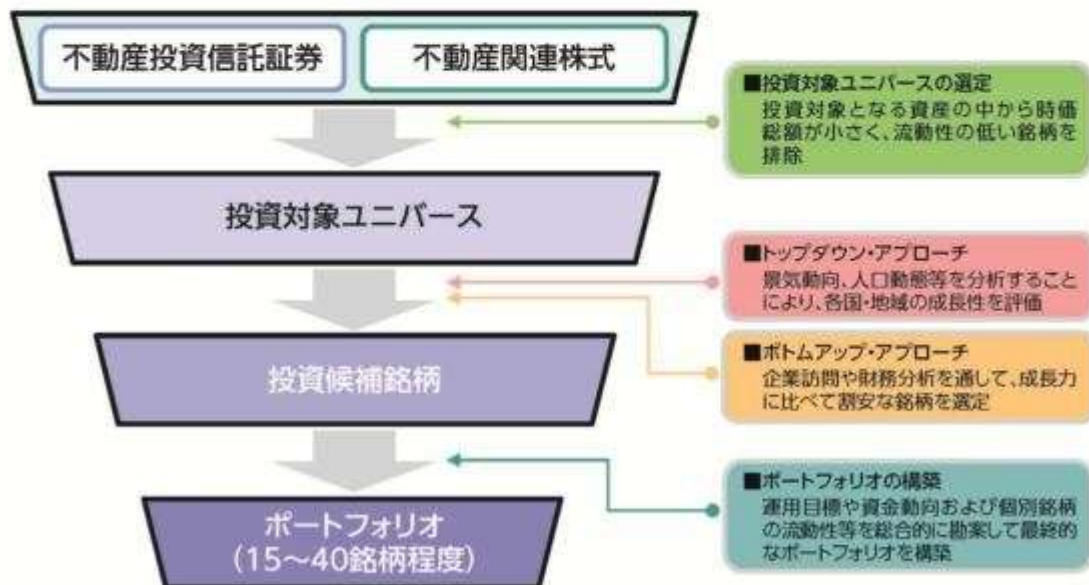 不動産投資信託証券
不動産関連株式
■投資対象ユニバースの選定
投資対象となる資産の中から時価
総額が小さく、流動性の低い銘柄を
排除
投資対象ユニバース
■トップダウン・アプローチ
景気動向、人口動態等を分析すること
により、各国・地域の成長性を評価
■ボトムアップ・アプローチ
企業訪問や財務分析を通して、成長力
に比べて割安な銘柄を選定
投資候補銘柄
■ポートフォリオの構築
運用目標や資金動向および個別銘柄
の流動性等を総合的に勘案して最終的
なポートフォリオを構築
ポートフォリオ
(15～40銘柄程度)